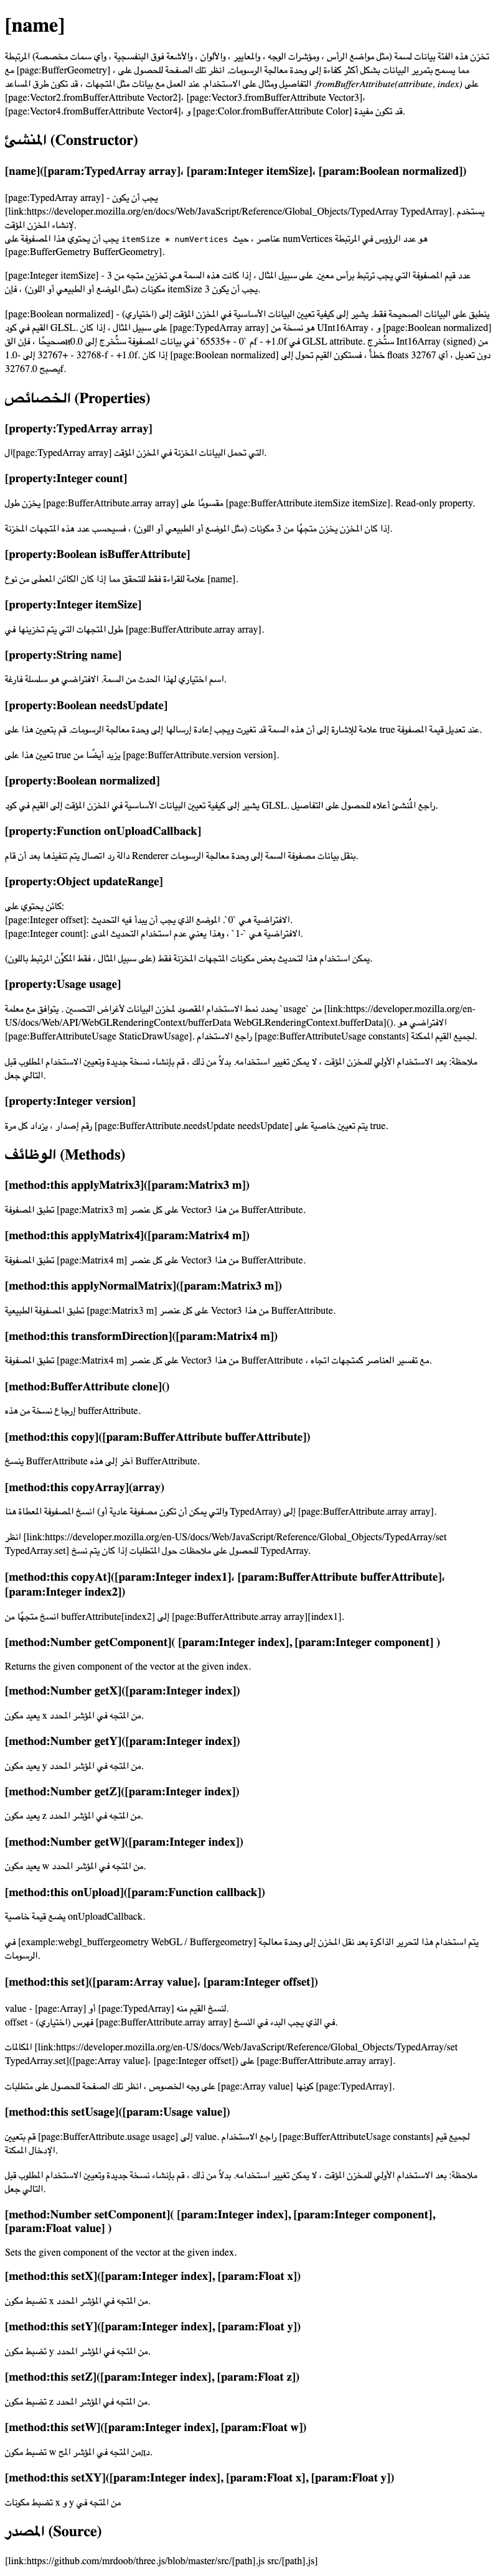 [name]
تخزن هذه الفئة بيانات لسمة (مثل مواضع الرأس ، ومؤشرات الوجه ، والمعايير ، والألوان ، والأشعة فوق البنفسجية ، وأي سمات مخصصة) المرتبطة
مع [page:BufferGeometry] ، مما يسمح بتمرير البيانات بشكل أكثر كفاءة إلى وحدة معالجة الرسومات. انظر تلك الصفحة للحصول على
التفاصيل ومثال على الاستخدام. عند العمل مع بيانات مثل المتجهات ، قد تكون طرق المساعد .fromBufferAttribute(attribute, index) على
[page:Vector2.fromBufferAttribute Vector2]، [page:Vector3.fromBufferAttribute Vector3]،
[page:Vector4.fromBufferAttribute Vector4]، و [page:Color.fromBufferAttribute Color] قد تكون مفيدة.
المنشئ (Constructor)
[name]([param:TypedArray array]، [param:Integer itemSize]، [param:Boolean normalized])
[page:TypedArray array] - يجب أن يكون
[link:https://developer.mozilla.org/en/docs/Web/JavaScript/Reference/Global_Objects/TypedArray TypedArray]. يستخدم
لإنشاء المخزن المؤقت.
يجب أن يحتوي هذا المصفوفة على itemSize * numVertices عناصر ، حيث numVertices هو عدد الرؤوس في المرتبطة
[page:BufferGemetry BufferGeometry].
[page:Integer itemSize] - عدد قيم المصفوفة التي يجب ترتبط برأس معين. على سبيل المثال ، إذا كانت هذه السمة هي تخزين متجه من 3
مكونات (مثل الموضع أو الطبيعي أو اللون) ، فإن itemSize يجب أن يكون 3.
[page:Boolean normalized] - (اختياري) ينطبق على البيانات الصحيحة فقط. يشير إلى كيفية تعيين البيانات الأساسية في المخزن المؤقت إلى
القيم في كود GLSL. على سبيل المثال ، إذا كان [page:TypedArray array] هو نسخة من UInt16Array ، و [page:Boolean normalized]
صحيحًا ، فإن القيم `0 - +65535` في بيانات المصفوفة ستُخرج إلى 0.0f - +1.0f في GLSL attribute. ستُخرج Int16Array (signed) من
-32768 - +32767 إلى -1.0f - +1.0f. إذا كان [page:Boolean normalized] خطأ ، فستكون القيم تحول إلى floats دون تعديل ، أي 32767
يصبح 32767.0f.
الخصائص (Properties)
[property:TypedArray array]
ال[page:TypedArray array] التي تحمل البيانات المخزنة في المخزن المؤقت.
[property:Integer count]
يخزن طول [page:BufferAttribute.array array] مقسومًا على [page:BufferAttribute.itemSize itemSize]. Read-only property.
إذا كان المخزن يخزن متجهًا من 3 مكونات (مثل الموضع أو الطبيعي أو اللون) ، فسيحسب عدد هذه المتجهات المخزنة.
[property:Boolean isBufferAttribute]
علامة للقراءة فقط للتحقق مما إذا كان الكائن المعطى من نوع [name].
[property:Integer itemSize]
طول المتجهات التي يتم تخزينها في [page:BufferAttribute.array array].
[property:String name]
اسم اختياري لهذا الحدث من السمة. الافتراضي هو سلسلة فارغة.
[property:Boolean needsUpdate]
علامة للإشارة إلى أن هذه السمة قد تغيرت ويجب إعادة إرسالها إلى وحدة معالجة الرسومات. قم بتعيين هذا على true عند تعديل قيمة المصفوفة.
تعيين هذا على true يزيد أيضًا من [page:BufferAttribute.version version].
[property:Boolean normalized]
يشير إلى كيفية تعيين البيانات الأساسية في المخزن المؤقت إلى القيم في كود GLSL. راجع المُنشئ أعلاه للحصول على التفاصيل.
[property:Function onUploadCallback]
دالة رد اتصال يتم تنفيذها بعد أن قام Renderer بنقل بيانات مصفوفة السمة إلى وحدة معالجة الرسومات.
[property:Object updateRange]
كائن يحتوي على:
[page:Integer offset]: الافتراضية هي `0`. الموضع الذي يجب أن يبدأ فيه التحديث.
[page:Integer count]: الافتراضية هي `-1` ، وهذا يعني عدم استخدام التحديث المدى.
يمكن استخدام هذا لتحديث بعض مكونات المتجهات المخزنة فقط (على سبيل المثال ، فقط المكوِّن المرتبط باللون).
[property:Usage usage]
يحدد نمط الاستخدام المقصود لمخزن البيانات لأغراض التحسين . يتوافق مع معلمة `usage` من [link:https://developer.mozilla.org/en-
US/docs/Web/API/WebGLRenderingContext/bufferData WebGLRenderingContext.bufferData](). الافتراضي هو
[page:BufferAttributeUsage StaticDrawUsage]. راجع الاستخدام [page:BufferAttributeUsage constants] لجميع القيم الممكنة.
ملاحظة: بعد الاستخدام الأولي للمخزن المؤقت ، لا يمكن تغيير استخدامه. بدلاً من ذلك ، قم بإنشاء نسخة جديدة وتعيين الاستخدام المطلوب قبل
التالي جعل.
[property:Integer version]
رقم إصدار ، يزداد كل مرة [page:BufferAttribute.needsUpdate needsUpdate] يتم تعيين خاصية على true.
الوظائف (Methods)
[method:this applyMatrix3]([param:Matrix3 m])
تطبق المصفوفة [page:Matrix3 m] على كل عنصر Vector3 من هذا BufferAttribute.
[method:this applyMatrix4]([param:Matrix4 m])
تطبق المصفوفة [page:Matrix4 m] على كل عنصر Vector3 من هذا BufferAttribute.
[method:this applyNormalMatrix]([param:Matrix3 m])
تطبق المصفوفة الطبيعية [page:Matrix3 m] على كل عنصر Vector3 من هذا BufferAttribute.
[method:this transformDirection]([param:Matrix4 m])
تطبق المصفوفة [page:Matrix4 m] على كل عنصر Vector3 من هذا BufferAttribute ، مع تفسير العناصر كمتجهات اتجاه.
[method:BufferAttribute clone]()
إرجاع نسخة من هذه bufferAttribute.
[method:this copy]([param:BufferAttribute bufferAttribute])
ينسخ BufferAttribute آخر إلى هذه BufferAttribute.
[method:this copyArray](array)
انسخ المصفوفة المعطاة هنا (والتي يمكن أن تكون مصفوفة عادية أو TypedArray) إلى [page:BufferAttribute.array array].
انظر [link:https://developer.mozilla.org/en-US/docs/Web/JavaScript/Reference/Global_Objects/TypedArray/set
TypedArray.set] للحصول على ملاحظات حول المتطلبات إذا كان يتم نسخ TypedArray.
[method:this copyAt]([param:Integer index1]، [param:BufferAttribute bufferAttribute]،
[param:Integer index2])
انسخ متجهًا من bufferAttribute[index2] إلى [page:BufferAttribute.array array][index1].
[method:Number getComponent]( [param:Integer index], [param:Integer component] )
Returns the given component of the vector at the given index.
[method:Number getX]([param:Integer index])
يعيد مكون x من المتجه في المؤشر المحدد.
[method:Number getY]([param:Integer index])
يعيد مكون y من المتجه في المؤشر المحدد.
[method:Number getZ]([param:Integer index])
يعيد مكون z من المتجه في المؤشر المحدد.
[method:Number getW]([param:Integer index])
يعيد مكون w من المتجه في المؤشر المحدد.
[method:this onUpload]([param:Function callback])
يضع قيمة خاصية onUploadCallback.
في [example:webgl_buffergeometry WebGL / Buffergeometry] يتم استخدام هذا لتحرير الذاكرة بعد نقل المخزن إلى وحدة معالجة
الرسومات.
[method:this set]([param:Array value]، [param:Integer offset])
value - [page:Array] أو [page:TypedArray] لنسخ القيم منه.
offset - (اختياري) فهرس [page:BufferAttribute.array array] في الذي يجب البدء في النسخ.
المكالمات [link:https://developer.mozilla.org/en-US/docs/Web/JavaScript/Reference/Global_Objects/TypedArray/set
TypedArray.set]([page:Array value]، [page:Integer offset]) على [page:BufferAttribute.array array].
على وجه الخصوص ، انظر تلك الصفحة للحصول على متطلبات [page:Array value] كونها [page:TypedArray].
[method:this setUsage]([param:Usage value])
قم بتعيين [page:BufferAttribute.usage usage] إلى value. راجع الاستخدام [page:BufferAttributeUsage constants] لجميع قيم
الإدخال الممكنة.
ملاحظة: بعد الاستخدام الأولي للمخزن المؤقت ، لا يمكن تغيير استخدامه. بدلاً من ذلك ، قم بإنشاء نسخة جديدة وتعيين الاستخدام المطلوب قبل
التالي جعل.
[method:Number setComponent]( [param:Integer index], [param:Integer component],
[param:Float value] )
Sets the given component of the vector at the given index.
[method:this setX]([param:Integer index], [param:Float x])
تضبط مكون x من المتجه في المؤشر المحدد.
[method:this setY]([param:Integer index], [param:Float y])
تضبط مكون y من المتجه في المؤشر المحدد.
[method:this setZ]([param:Integer index], [param:Float z])
تضبط مكون z من المتجه في المؤشر المحدد.
[method:this setW]([param:Integer index], [param:Float w])
تضبط مكون w من المتجه في المؤشر
[method:this setXY]([param:Integer index], [param:Float x], [param:Float y])
تضبط مكونات x و y من المتجه في
المصدر (Source)
[link:https://github.com/mrdoob/three.js/blob/master/src/[path].js src/[path].js]